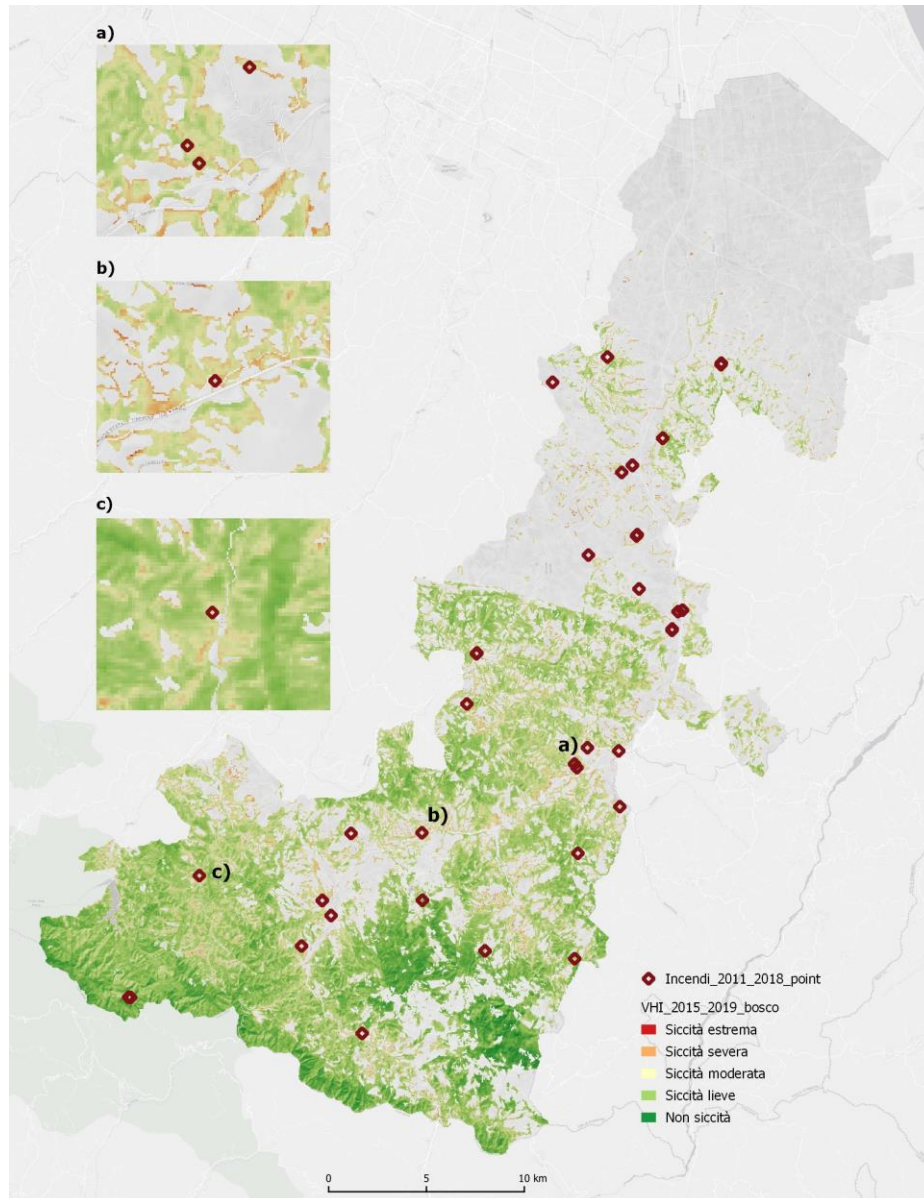 a)
b)
c)
a)
b)
c)
Incendi_2011_2018_point
VHI_2015_2019_bosco
Siccità estrema
Siccità severa
Siccità moderata
Siccità lieve
Non siccità
0 5 10 km